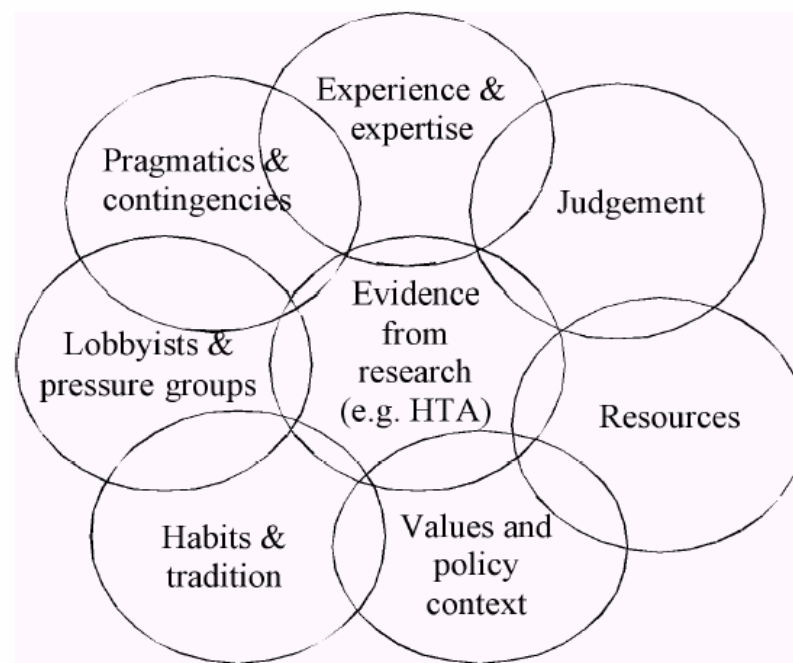 Experience &
expertise
Pragmatics &
contingencies
Judgement
Evidence
from
research
(e.g. HTA)
Lobbyists &
pressure groups
Resources
Habits &
tradition
Values and
policy
context